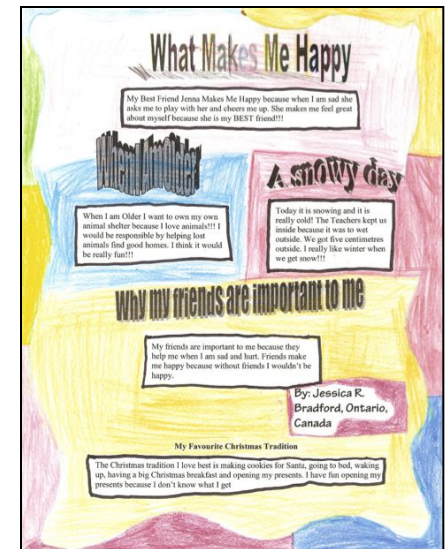 What Makes Me Happy
My Best Friend Jenna Makes Me Happy because when I am sad she
asks me to play with her and cheers me up. She makes me feel great
about myself because she is my BEST friend!!!
When I Am Older
When I am Older I want to own my own
animal shelter because I love animals!!! I
would be responsible by helping lost
animals find good homes. I think it would
be really fun!!!
A snowy day
Today it is snowing and it is
really cold! The Teachers kept us
inside because it was to wet
outside. We got five centimetres
outside. I really like winter when
we get snow!!!
Why my friends are important to me
My friends are important to me because they
help me when I am sad and hurt. Friends make
me happy because without friends I wouldn't be
happy.
By: Jessica R.
Bradford, Ontario,
Canada
My Favourite Christmas Tradition
The Christmas tradition I love best is making cookies for Santa, going to bed, waking
up, having a big Christmas breakfast and opening my presents. I have fun opening my
presents because I don't know what I get